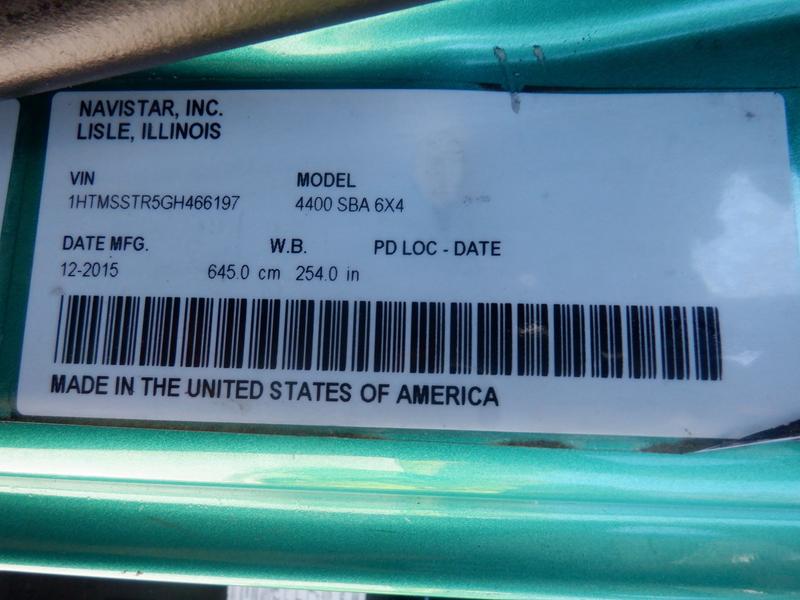 NAVISTAR, INC.
LISLE, ILLINOIS
VIN MODEL
1HTMSSTR5GH466197 4400 SBA 6X4
DATE MFG. W.B. PD LOC - DATE
12-2015 645.0 cm 254.0 in
MADE IN THE UNITED STATES OF AMERICA